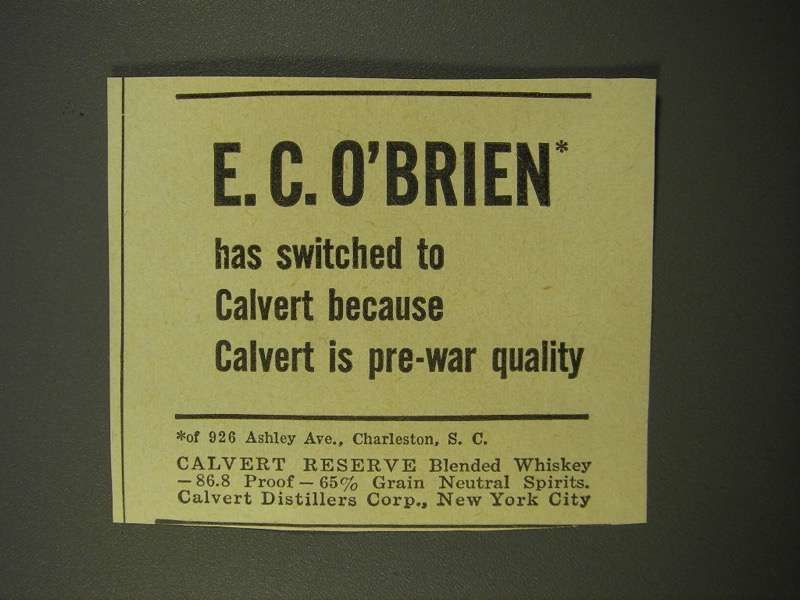 E. C. O'BRIEN*
has switched to
Calvert because
Calvert is pre-war quality
*of 926 Ashley Ave., Charleston, S. C.
CALVERT RESERVE Blended Whiskey
—86.8 Proof—65% Grain Neutral Spirits.
Calvert Distillers Corp., New York City